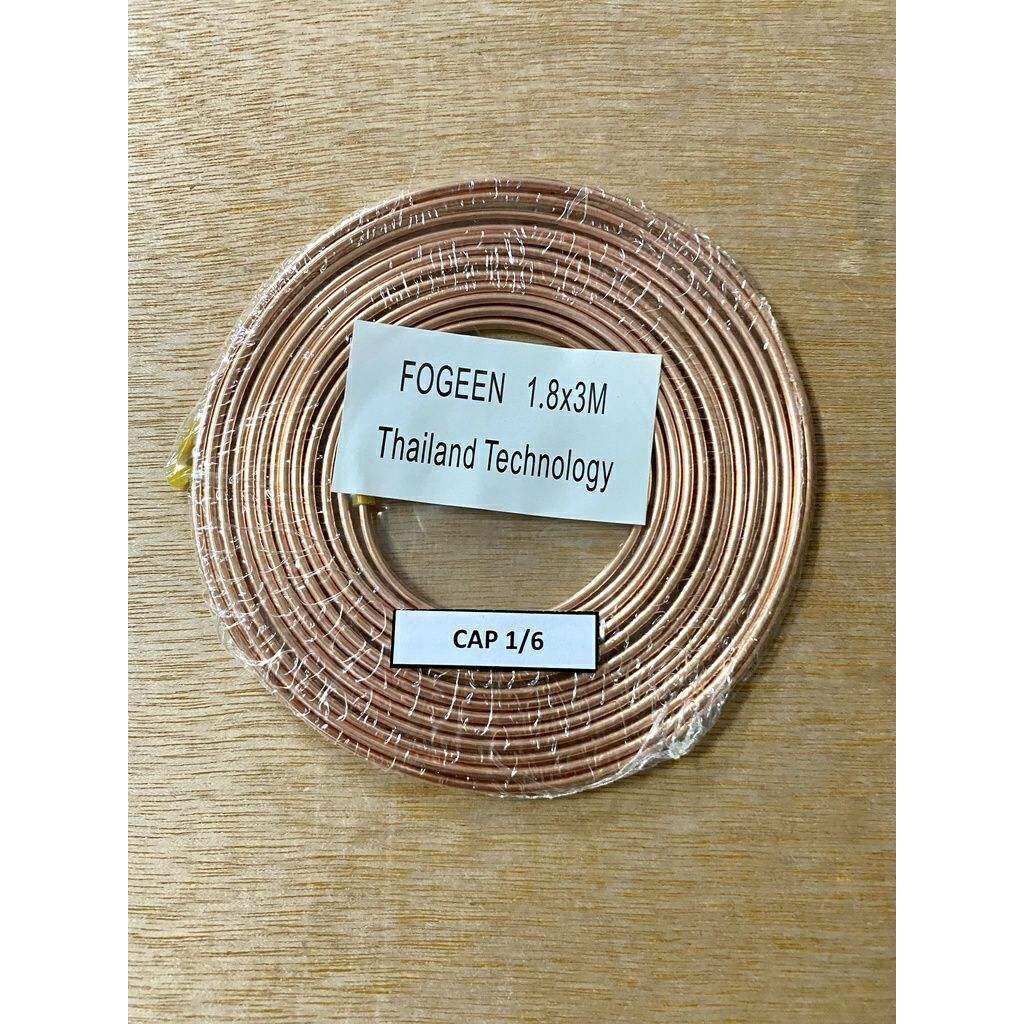 FOGEEN 1.8x3M
Thailand Technology
CAP 1/6